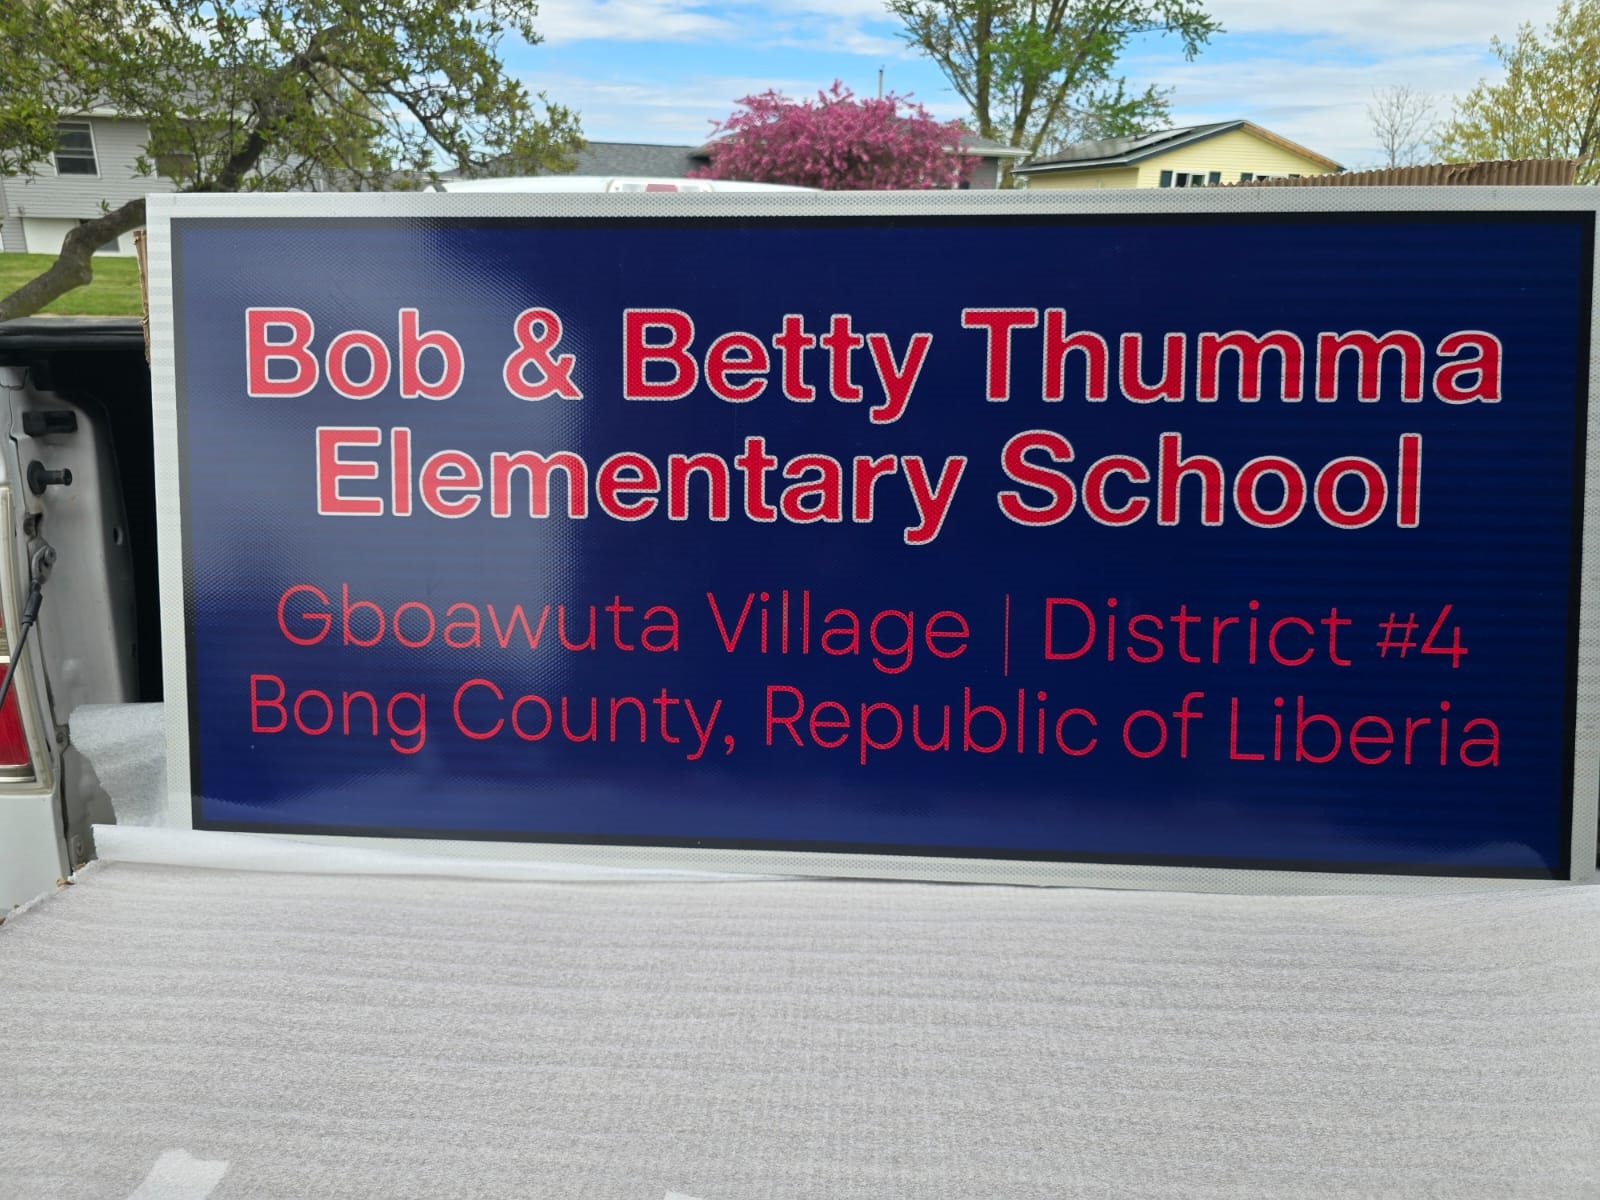 Bob & Betty Thumma
Elementary School
Gboawuta Village | District #4
Bong County, Republic of Liberia